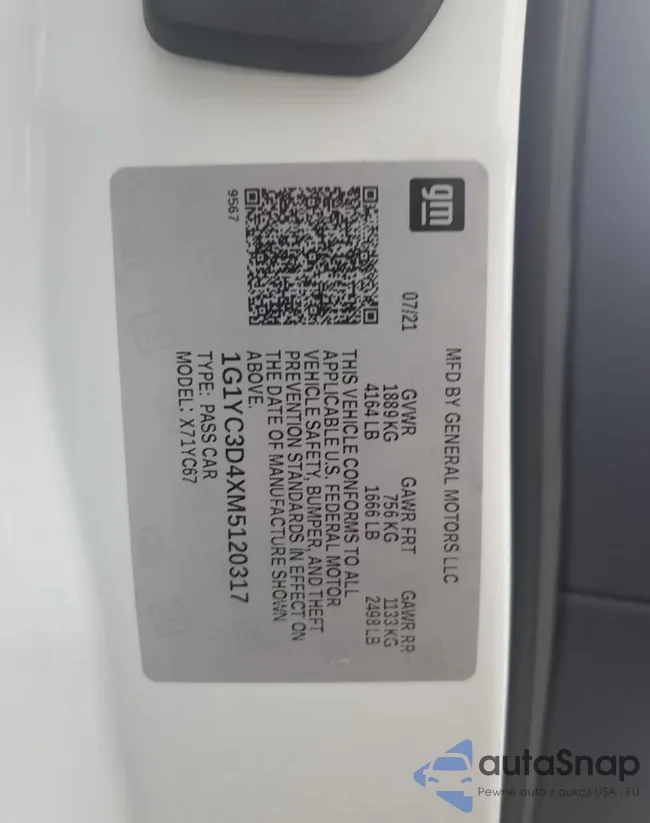 gm
MFD BY GENERAL MOTORS LLC
07/21 GVWR GAWR FRT GAWR RR
1889 KG 756 KG 1133 KG
4164 LB 1666 LB 2498 LB
THIS VEHICLE CONFORMS TO ALL
APPLICABLE U.S. FEDERAL MOTOR
VEHICLE SAFETY, BUMPER, AND THEFT
PREVENTION STANDARDS IN EFFECT ON
THE DATE OF MANUFACTURE SHOWN
ABOVE.
1G1YC3D4XM5120317
TYPE: PASS CAR
MODEL: X71YC67
9567
autaSnap
Pewne auta z aukcji USA i EU